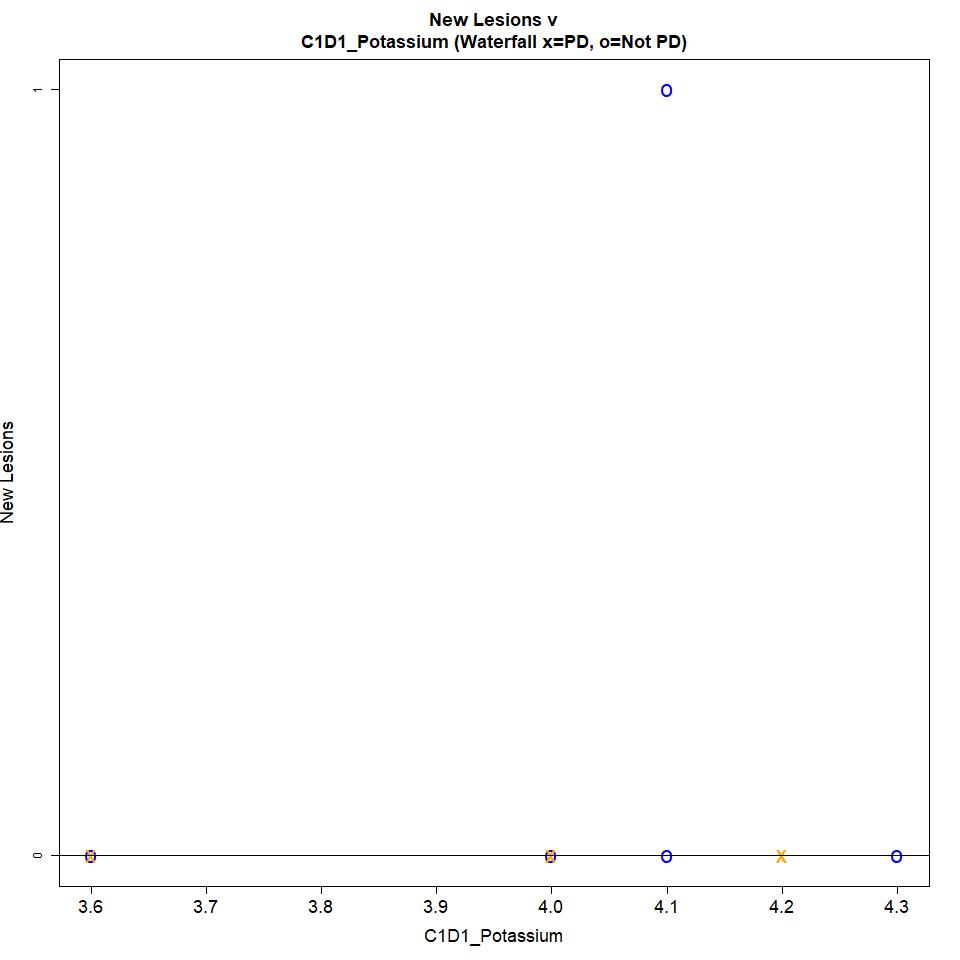 New Lesions v
C1D1_Potassium (Waterfall x=PD, o=Not PD)
1
New Lesions
0
3.6 3.7 3.8 3.9 4.0 4.1 4.2 4.3
C1D1_Potassium